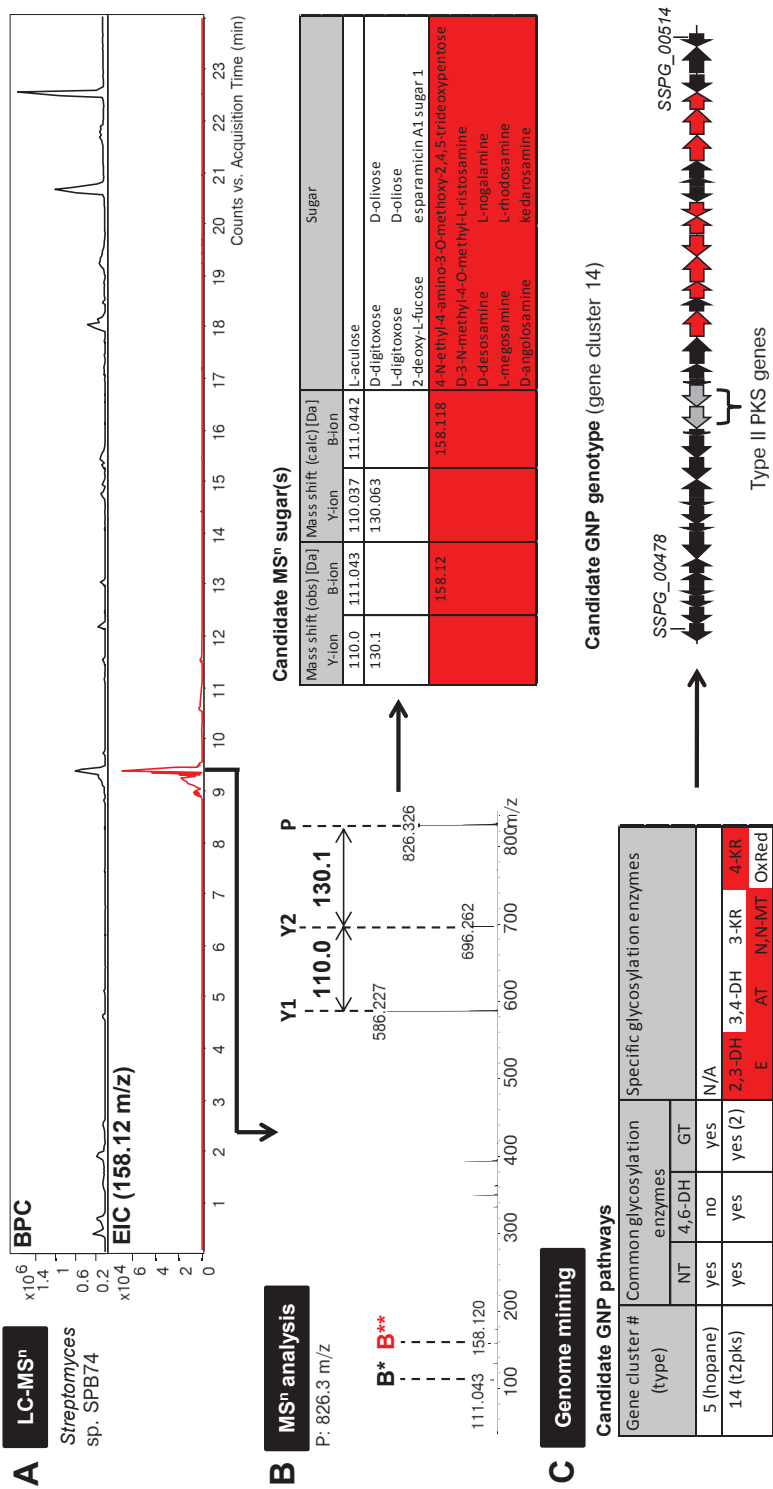 A
LC-MSⁿ
Streptomyces
sp. SPB74
BPC
x10⁶
1.4
1
0.6
0.2
EIC (158.12 m/z)
x10⁴
6
4
2
0
1 2 3 4 5 6 7 8 9 10 11 12 13 14 15 16 17 18 19 20 21 22 23
Counts vs. Acquisition Time (min)
B
MSⁿ analysis
P: 826.3 m/z
B* B**
111.043 158.120
Y1 Y2 P
110.0 130.1
586.227 696.262 826.326
100 200 300 400 500 600 700 800 m/z
Candidate MSⁿ sugar(s)
Mass shift (obs) [Da] Mass shift (calc) [Da] Sugar
Y-ion B-ion Y-ion B-ion
110.0 111.043 110.037 111.0442 L-aculose
130.1 130.063 D-digitoxose D-olivose
L-digitoxose D-oliose
2-deoxy-L-fucose esparamicin A1 sugar 1
158.12 158.118 4-N-ethyl-4-amino-3-O-methoxy-2,4,5-trideoxypentose
D-3-N-methyl-4-O-methyl-L-ristosamine
D-desosamine L-nogalamine
L-megosamine L-rhodosamine
D-angolosamine kedarosamine
C
Genome mining
Candidate GNP pathways
Gene cluster # (type) Common glycosylation enzymes Specific glycosylation enzymes
NT 4,6-DH GT
5 (hopane) yes no yes N/A
14 (t2pks) yes yes yes (2) 2,3-DH 3,4-DH 3-KR 4-KR
E AT N,N-MT OxRed
Candidate GNP genotype (gene cluster 14)
SSPG_00478
SSPG_00514
Type II PKS genes